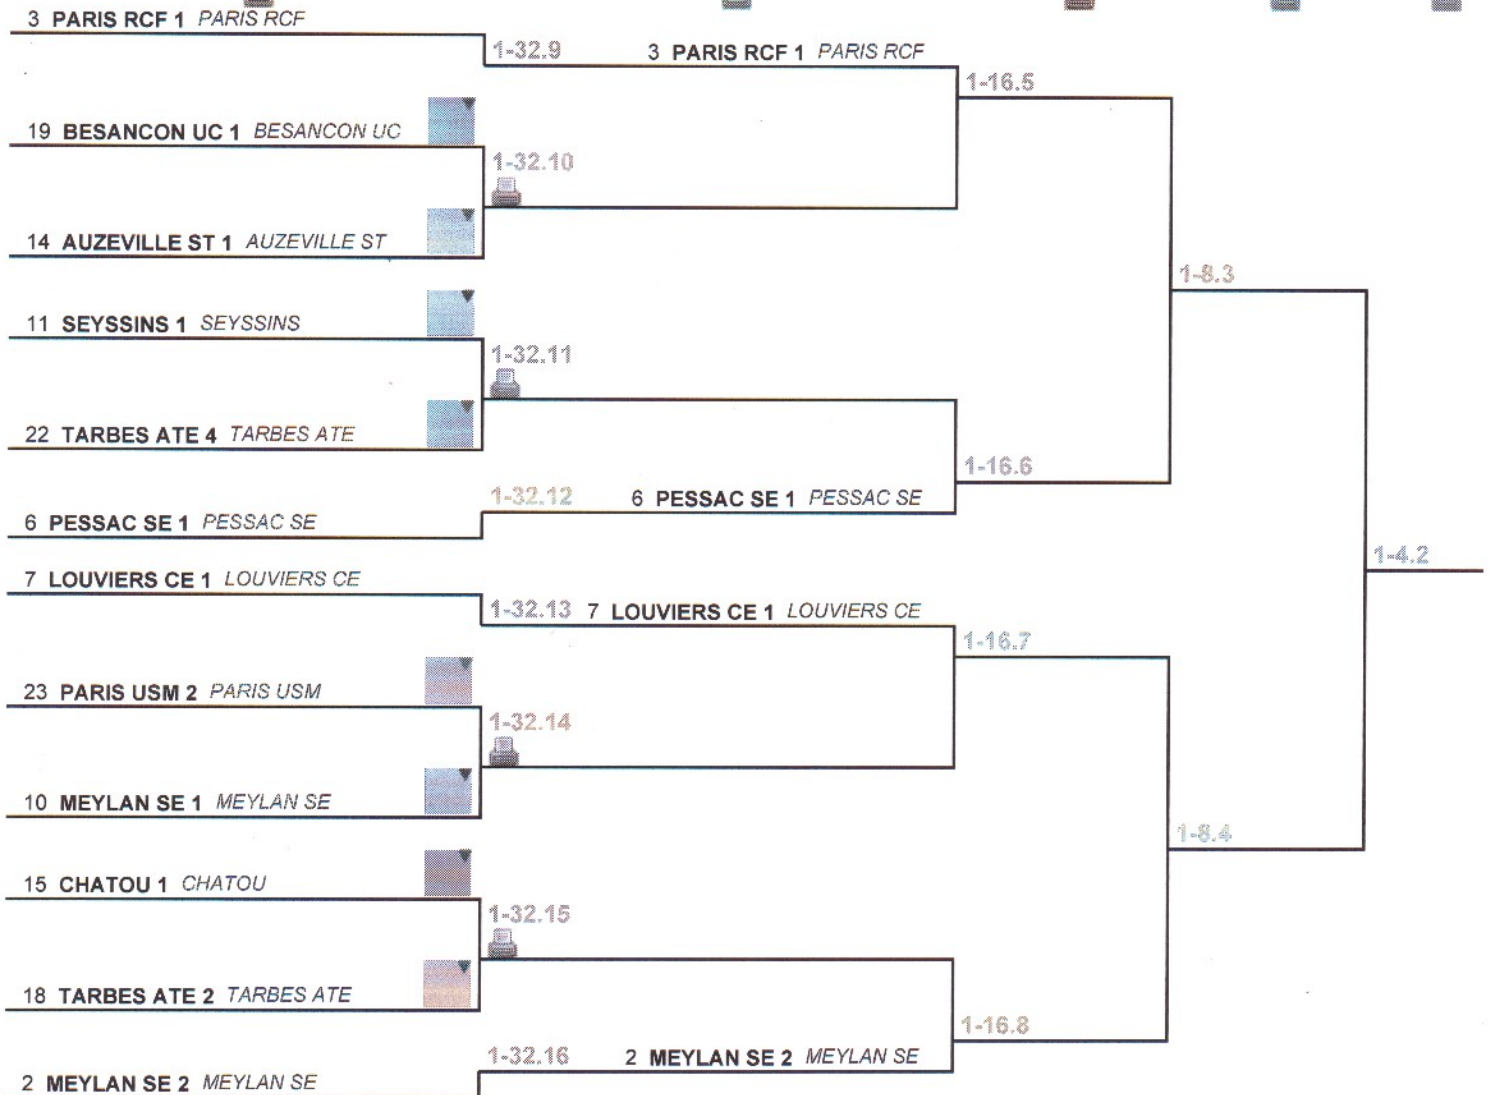 3 PARIS RCF 1 PARIS RCF
1-32.9 3 PARIS RCF 1 PARIS RCF
1-16.5
19 BESANCON UC 1 BESANCON UC
1-32.10
14 AUZEVILLE ST 1 AUZEVILLE ST
1-8.3
11 SEYSSINS 1 SEYSSINS
1-32.11
22 TARBES ATE 4 TARBES ATE
1-16.6
1-32.12 6 PESSAC SE 1 PESSAC SE
6 PESSAC SE 1 PESSAC SE
1-4.2
7 LOUVIERS CE 1 LOUVIERS CE
1-32.13 7 LOUVIERS CE 1 LOUVIERS CE
1-16.7
23 PARIS USM 2 PARIS USM
1-32.14
10 MEYLAN SE 1 MEYLAN SE
1-8.4
15 CHATOU 1 CHATOU
1-32.15
18 TARBES ATE 2 TARBES ATE
1-16.8
1-32.16 2 MEYLAN SE 2 MEYLAN SE
2 MEYLAN SE 2 MEYLAN SE